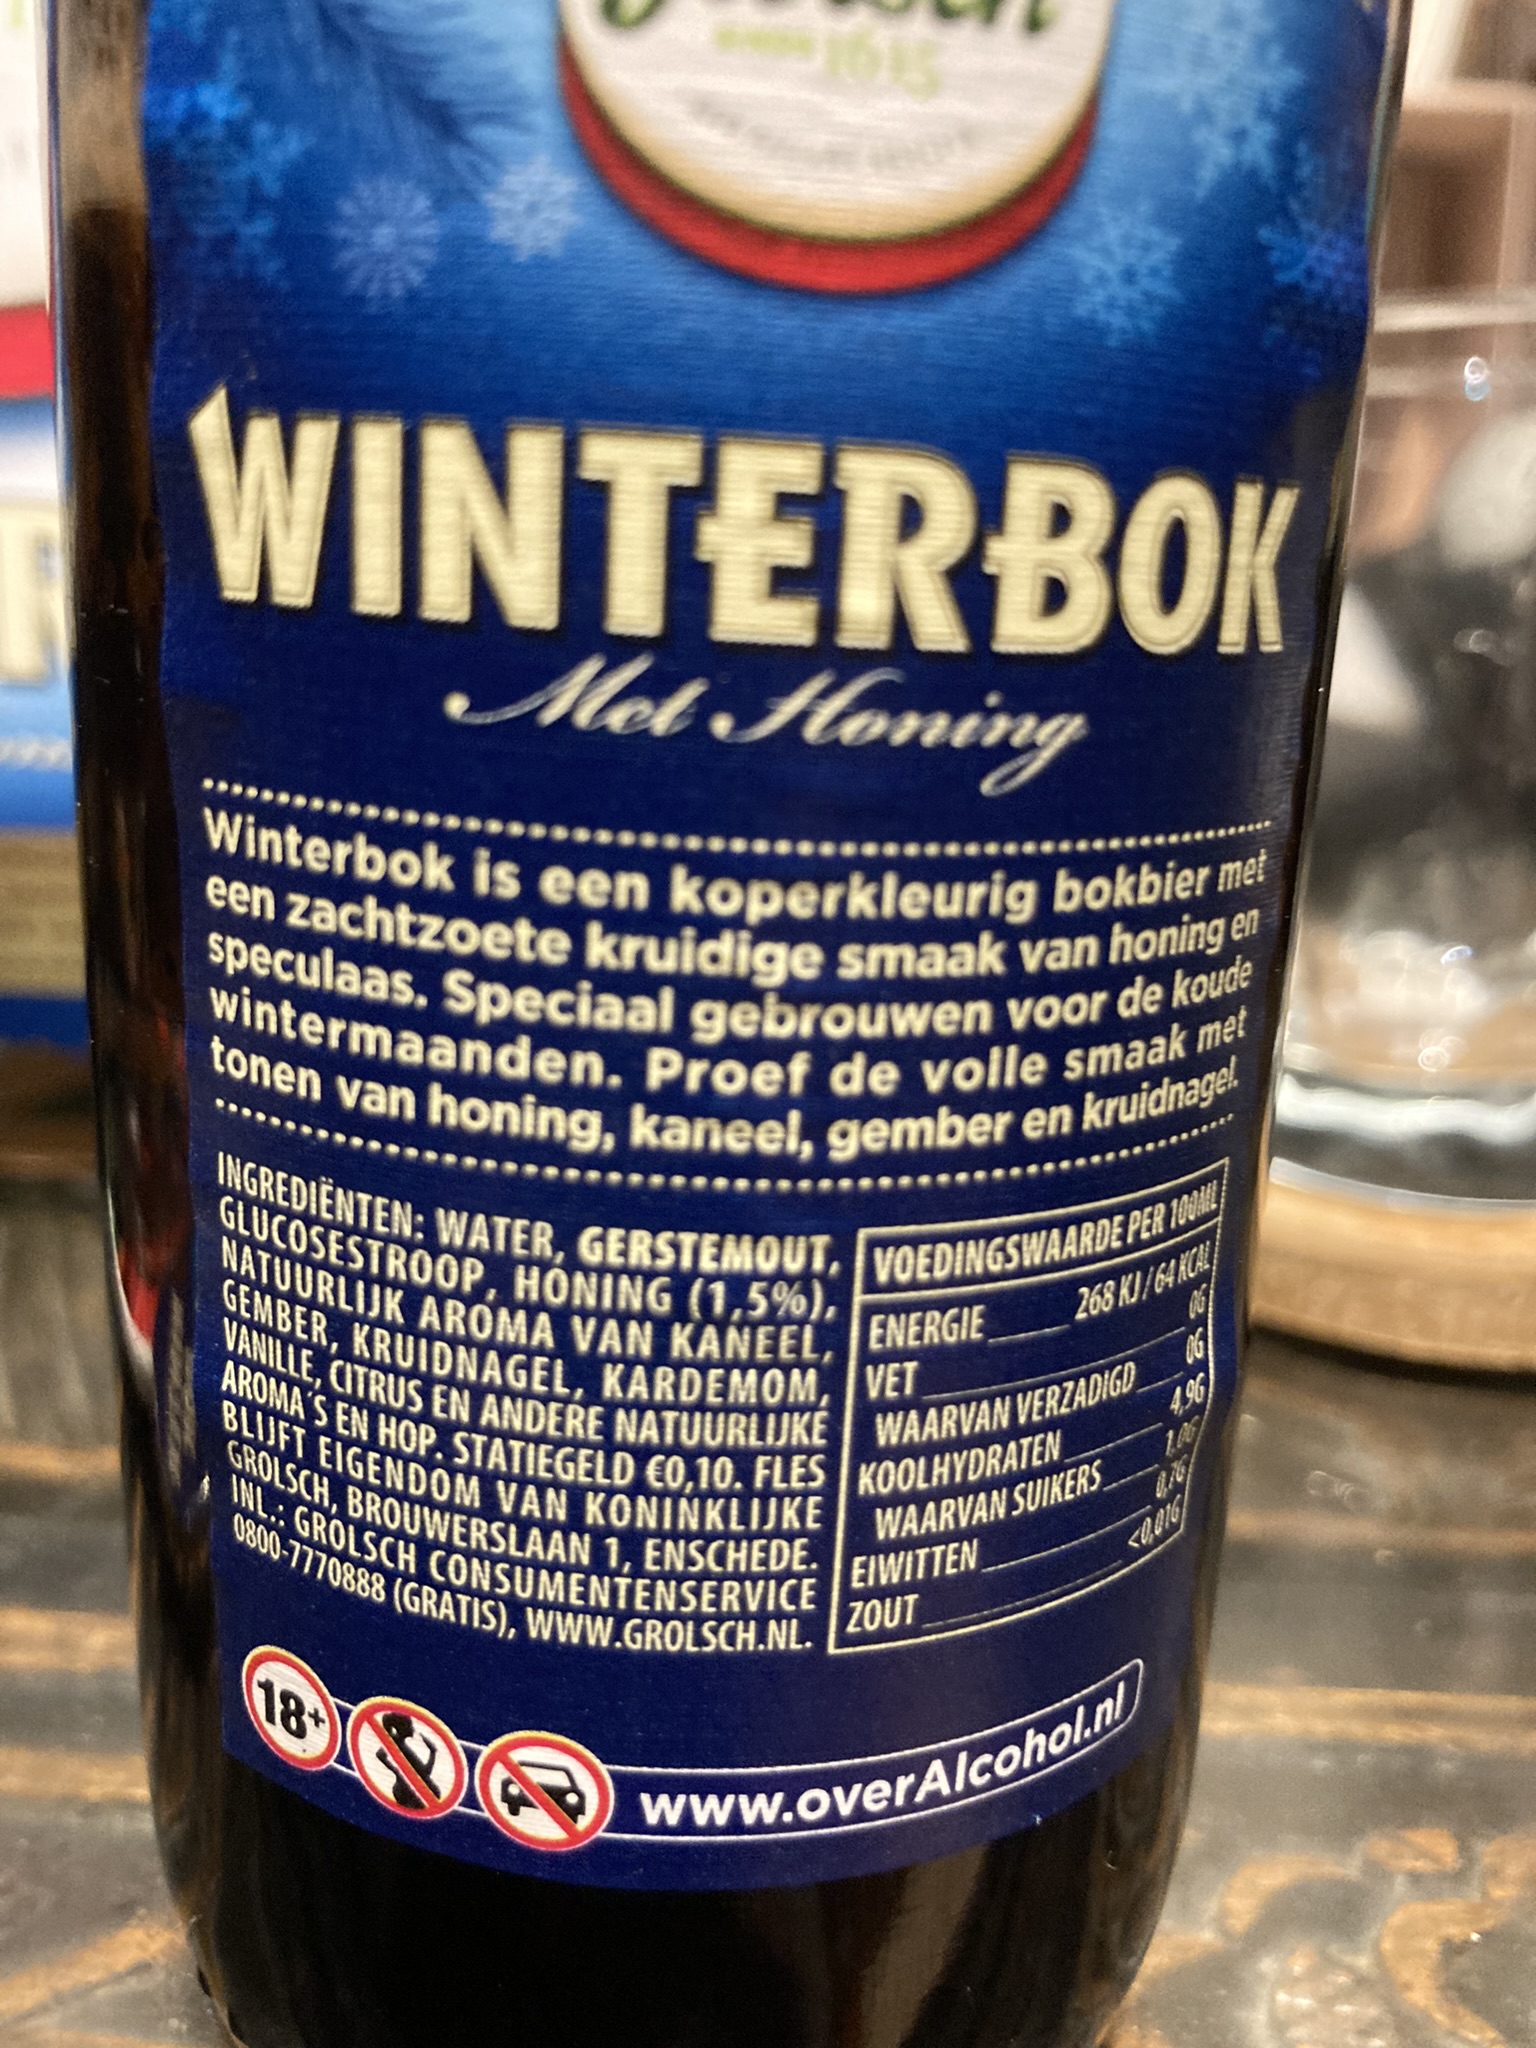 1615
WINTERBOK
Met Honing
Winterbok is een koperkleurig bokbier met
een zachtzoete kruidige smaak van honing en
speculaas. Speciaal gebrouwen voor de koude
wintermaanden. Proef de volle smaak met
tonen van honing, kaneel, gember en kruidnagel.
INGREDIËNTEN: WATER, GERSTEMOUT,
GLUCOSESTROOP, HONING (1,5%),
NATUURLIJK AROMA VAN KANEEL,
GEMBER, KRUIDNAGEL, KARDEMOM,
VANILLE, CITRUS EN ANDERE NATUURLIJKE
AROMA'S EN HOP. STATIEGELD €0,10. FLES
BLIJFT EIGENDOM VAN KONINKLIJKE
GROLSCH, BROUWERSLAAN 1, ENSCHEDE.
INL.: GROLSCH CONSUMENTENSERVICE
0800-7770888 (GRATIS), WWW.GROLSCH.NL.
VOEDINGSWAARDE PER 100ML
ENERGIE 268 KJ / 64 KCAL
VET 0G
WAARVAN VERZADIGD 0G
KOOLHYDRATEN 4,9G
WAARVAN SUIKERS 1,0G
EIWITTEN 0,7G
ZOUT <0,01G
18+
www.overAlcohol.nl